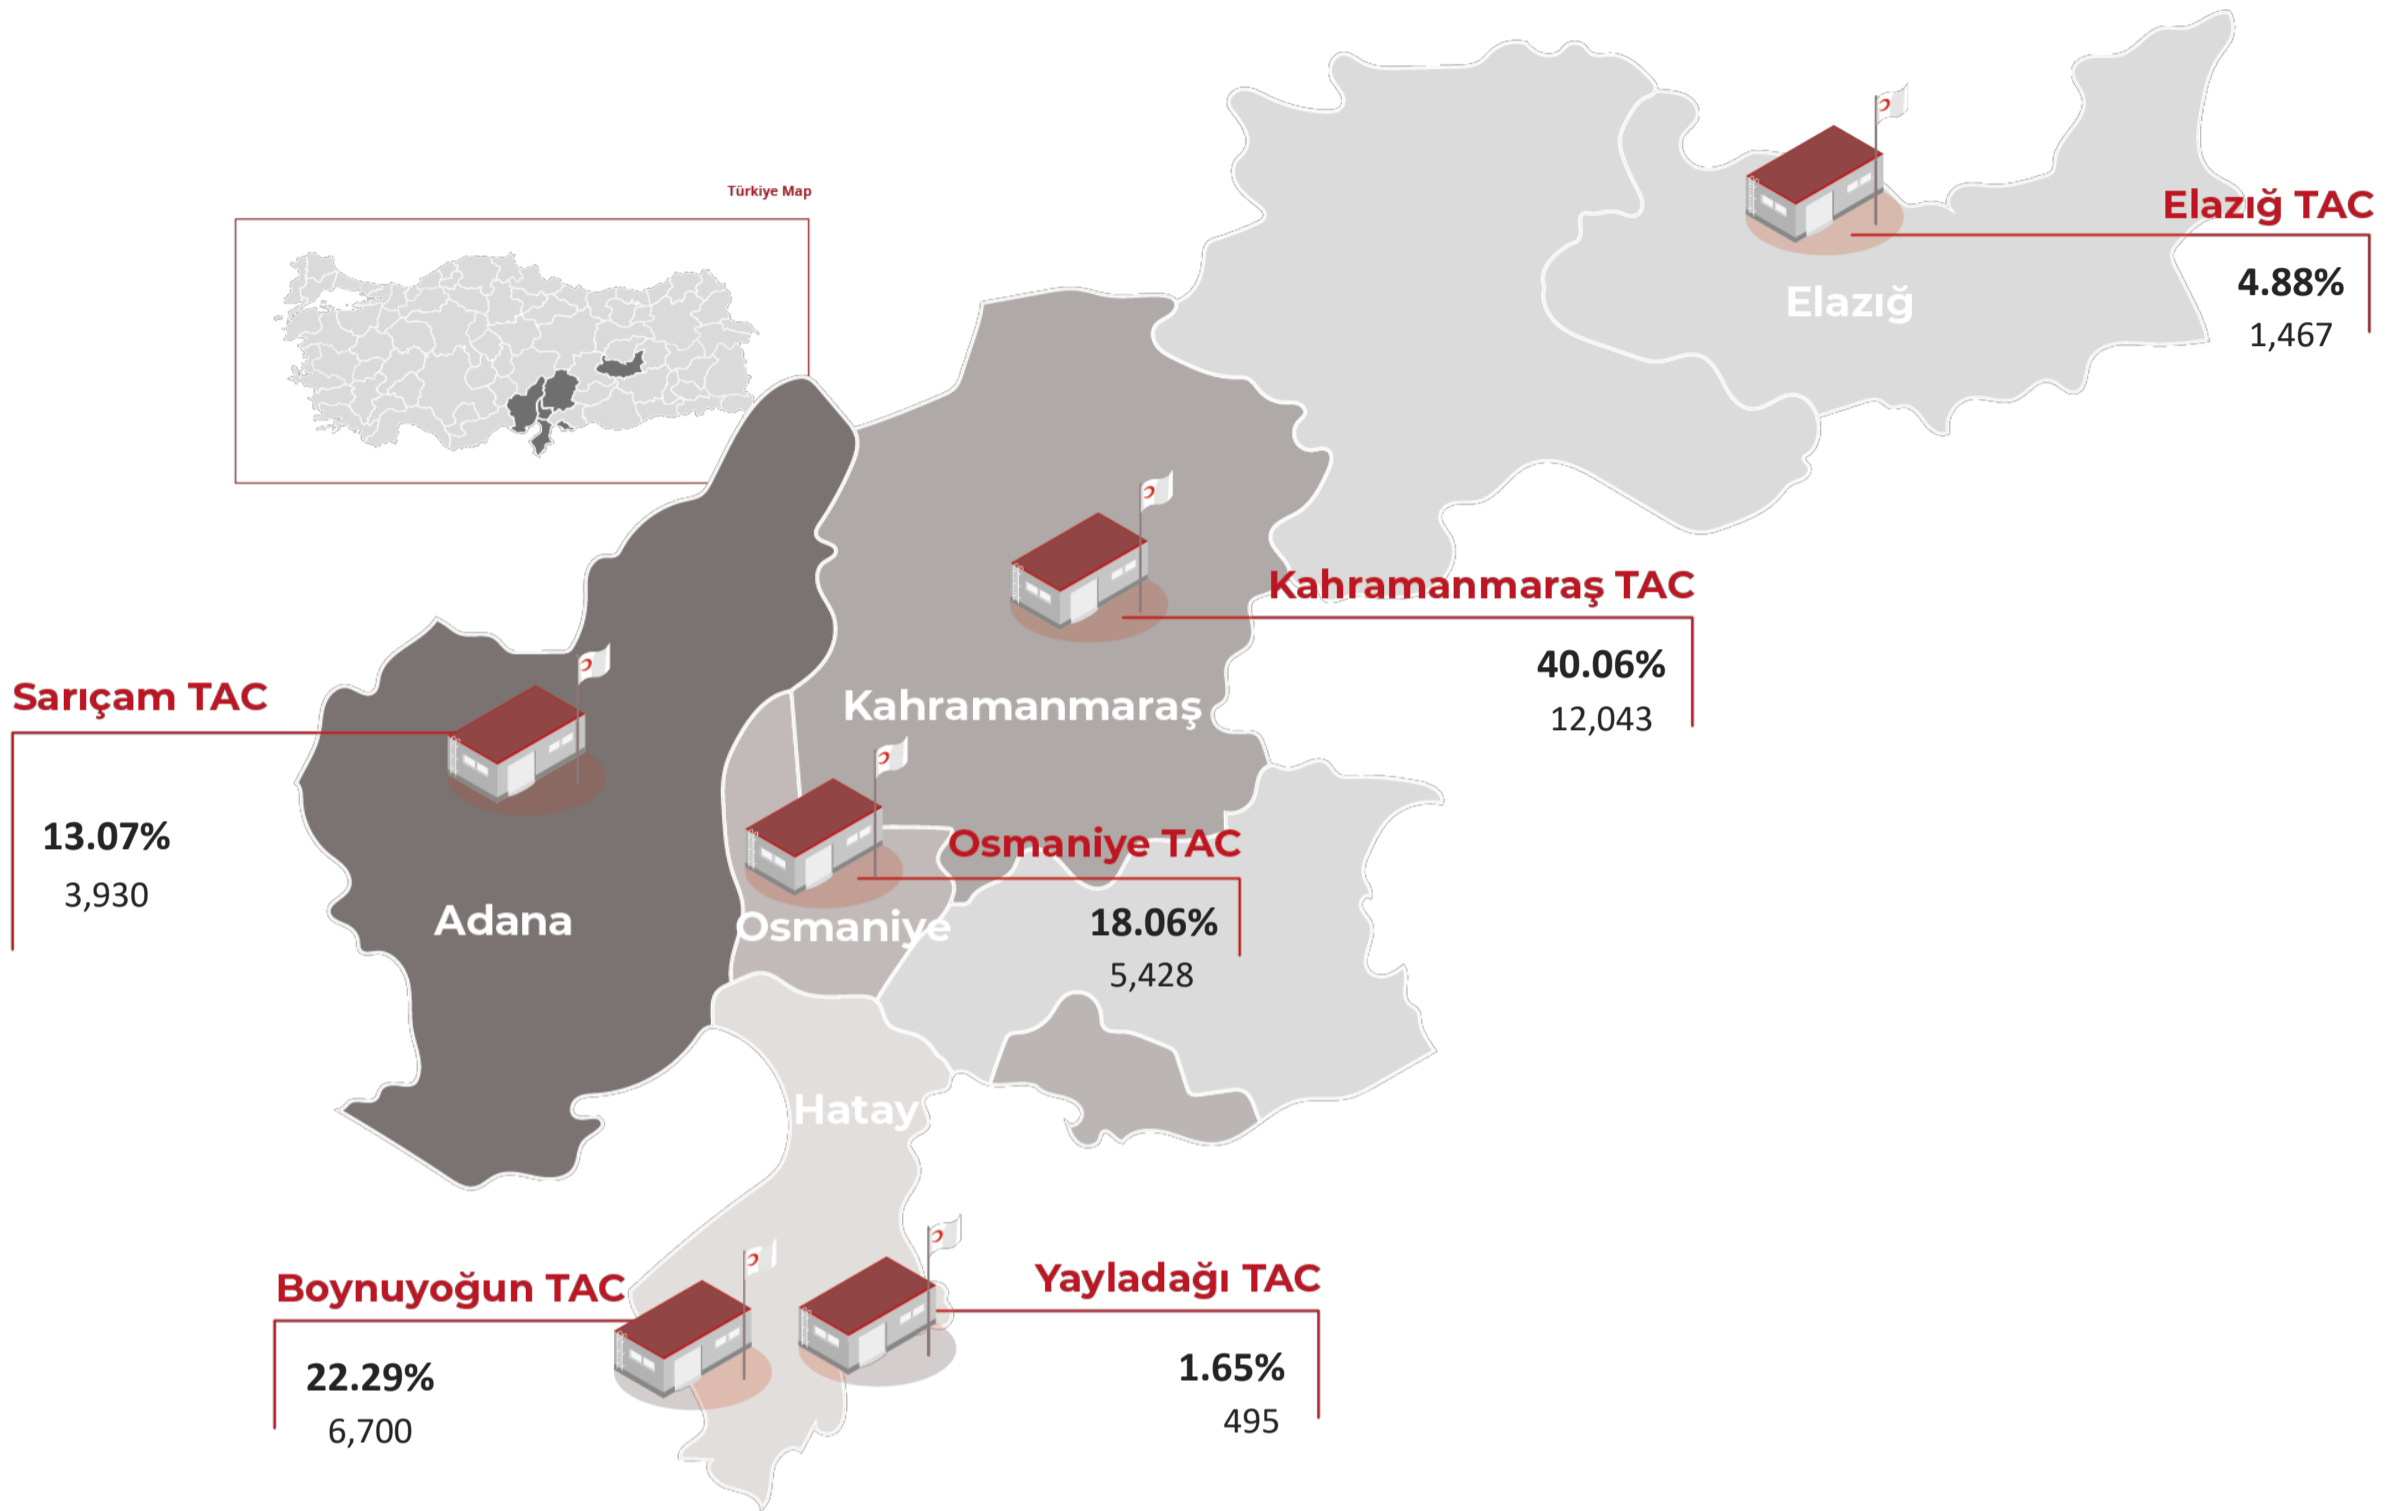 Türkiye Map
Elazığ TAC
4.88%
1,467
Elazığ
Kahramanmaraş TAC
40.06%
12,043
Kahramanmaraş
Sarıçam TAC
13.07%
3,930
Adana
Osmaniye TAC
18.06%
5,428
Osmaniye
Hatay
Boynuyoğun TAC
22.29%
6,700
Yayladağı TAC
1.65%
495